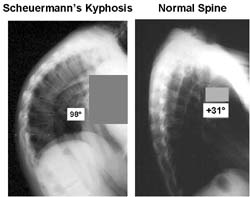 Scheuermann's Kyphosis
Normal Spine
98°
+31°